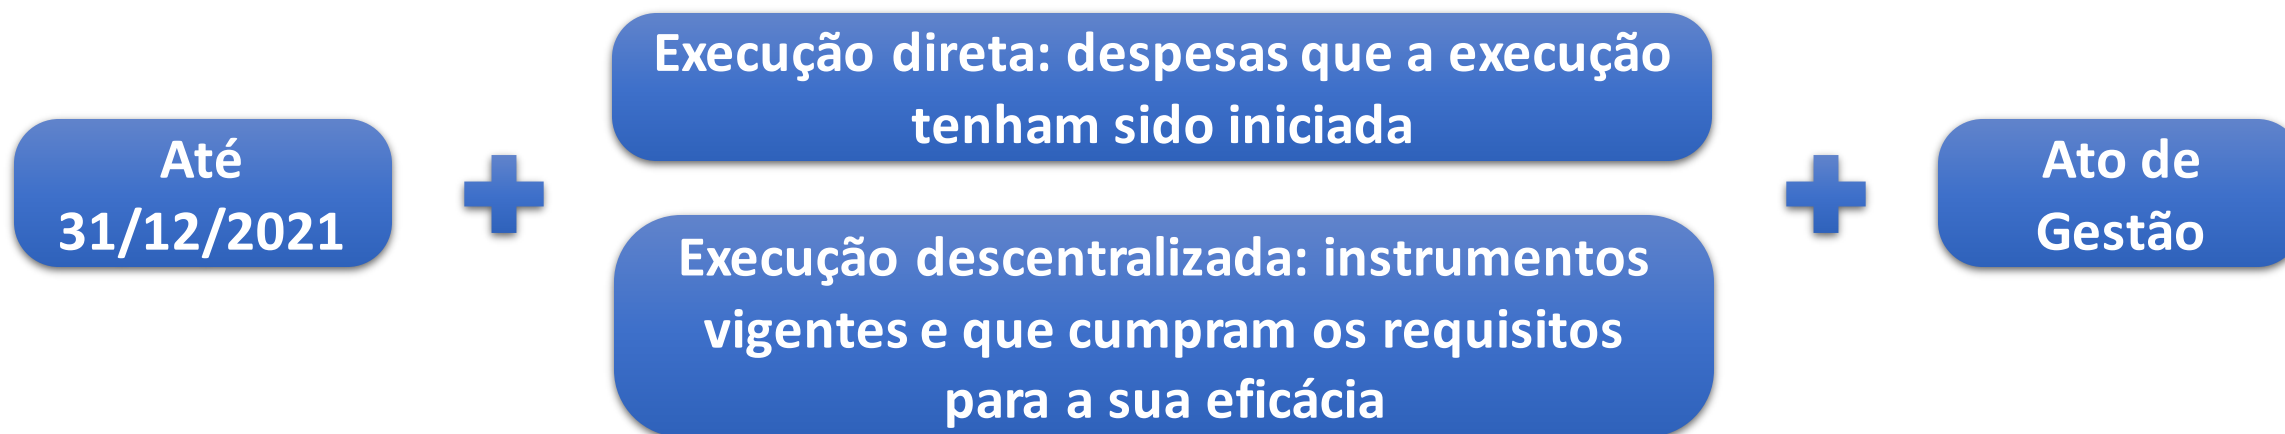 Até
31/12/2021
Execução direta: despesas que a execução
tenham sido iniciada
Execução descentralizada: instrumentos
vigentes e que cumpram os requisitos
para a sua eficácia
Ato de
Gestão